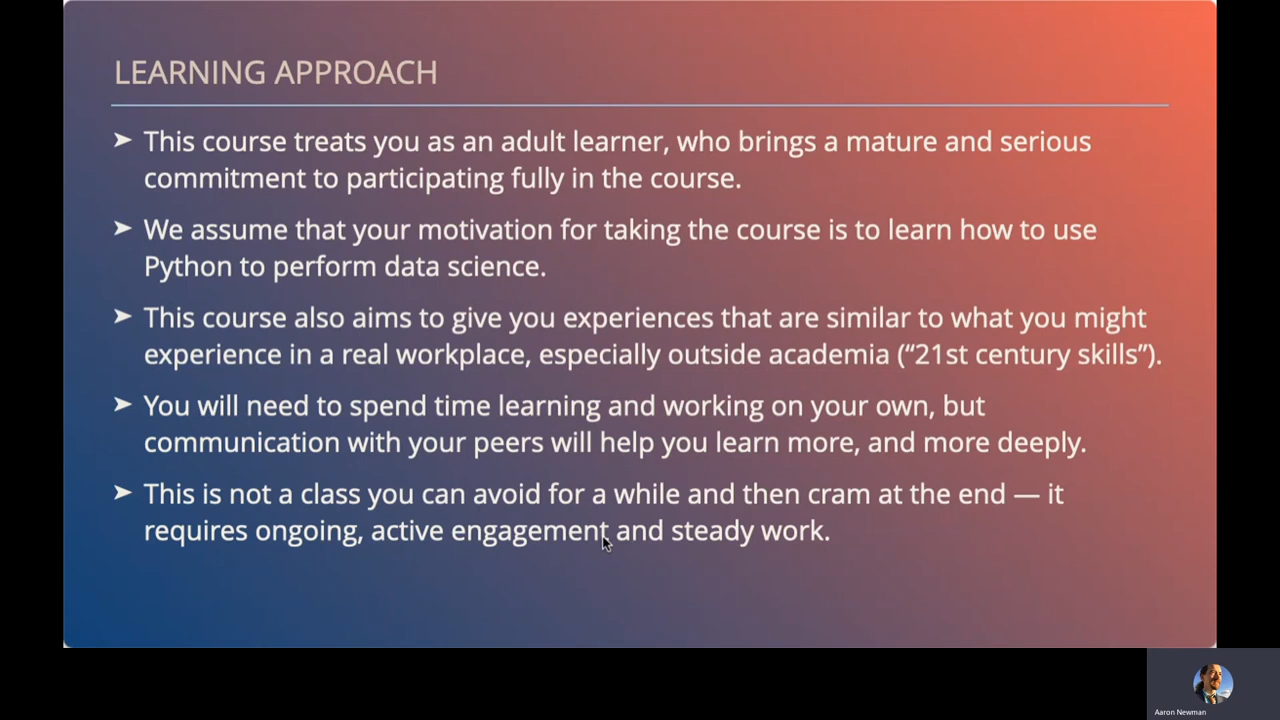 LEARNING APPROACH
➤ This course treats you as an adult learner, who brings a mature and serious
commitment to participating fully in the course.
➤ We assume that your motivation for taking the course is to learn how to use
Python to perform data science.
➤ This course also aims to give you experiences that are similar to what you might
experience in a real workplace, especially outside academia (“21st century skills”).
➤ You will need to spend time learning and working on your own, but
communication with your peers will help you learn more, and more deeply.
➤ This is not a class you can avoid for a while and then cram at the end — it
requires ongoing, active engagement and steady work.
Aaron Newman